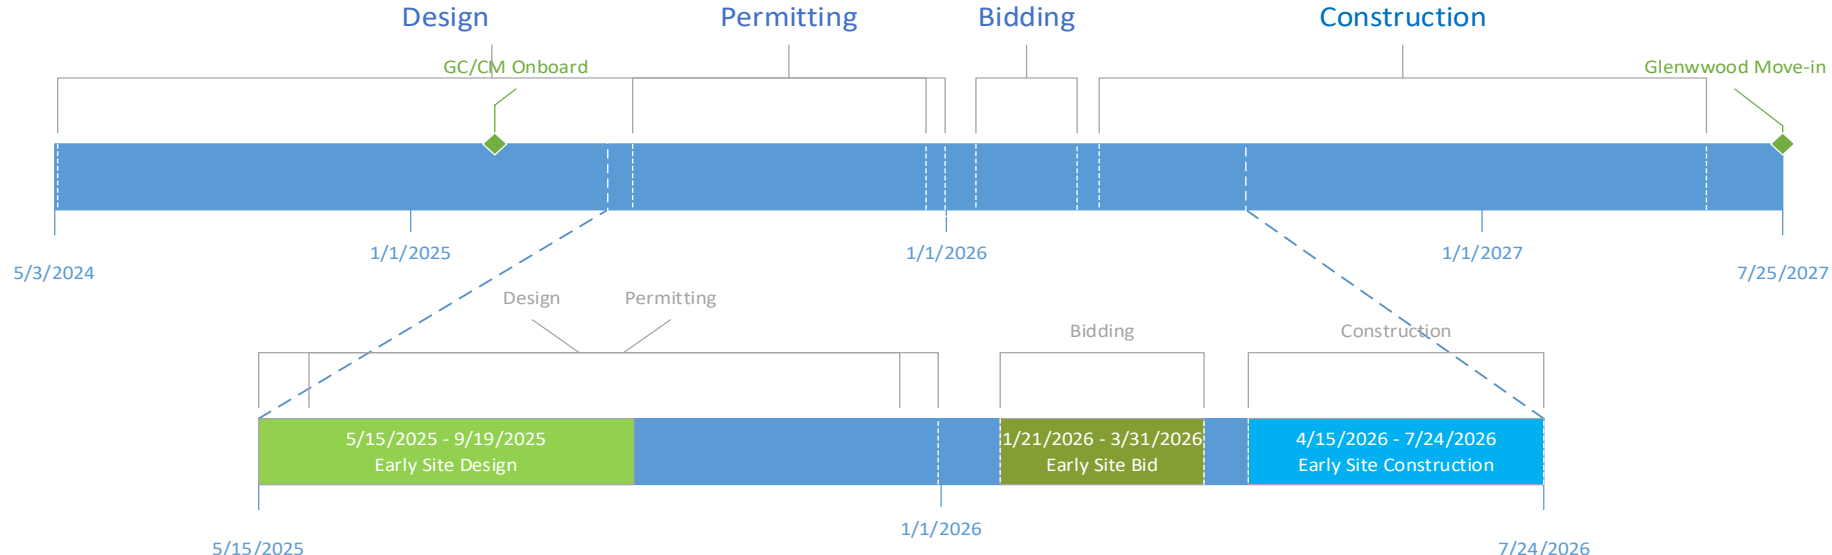 Design
Permitting
Bidding
Construction
GC/CM Onboard
Glenwwood Move-in
1/1/2025
1/1/2026
1/1/2027
5/3/2024
7/25/2027
Design
Permitting
Bidding
Construction
5/15/2025 - 9/19/2025
Early Site Design
1/21/2026 - 3/31/2026
Early Site Bid
4/15/2026 - 7/24/2026
Early Site Construction
1/1/2026
5/15/2025
7/24/2026